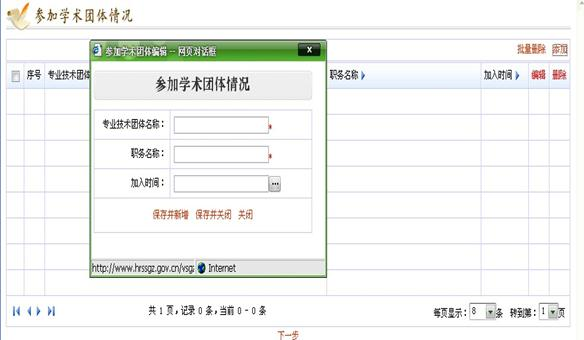 参加学术团体情况
批量删除 添加
序号 专业技术团体 职务名称 加入时间 编辑 删除
参加学术团体编辑 -- 网页对话框
参加学术团体情况
专业技术团体名称： *
职务名称： *
加入时间： ...
保存并新增 保存并关闭 关闭
http://www.hrssgz.gov.cn/vsg Internet
共 1 页，记录 0 条，当前 0 - 0 条 每页显示： 8 条 转到第： 1 页
下一步